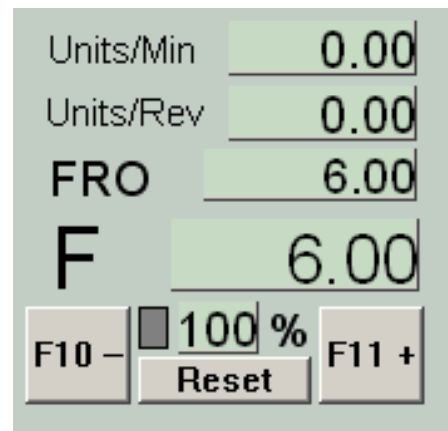 Units/Min 0.00
Units/Rev 0.00
FRO 6.00
F 6.00
F10 – 100 % F11 +
Reset